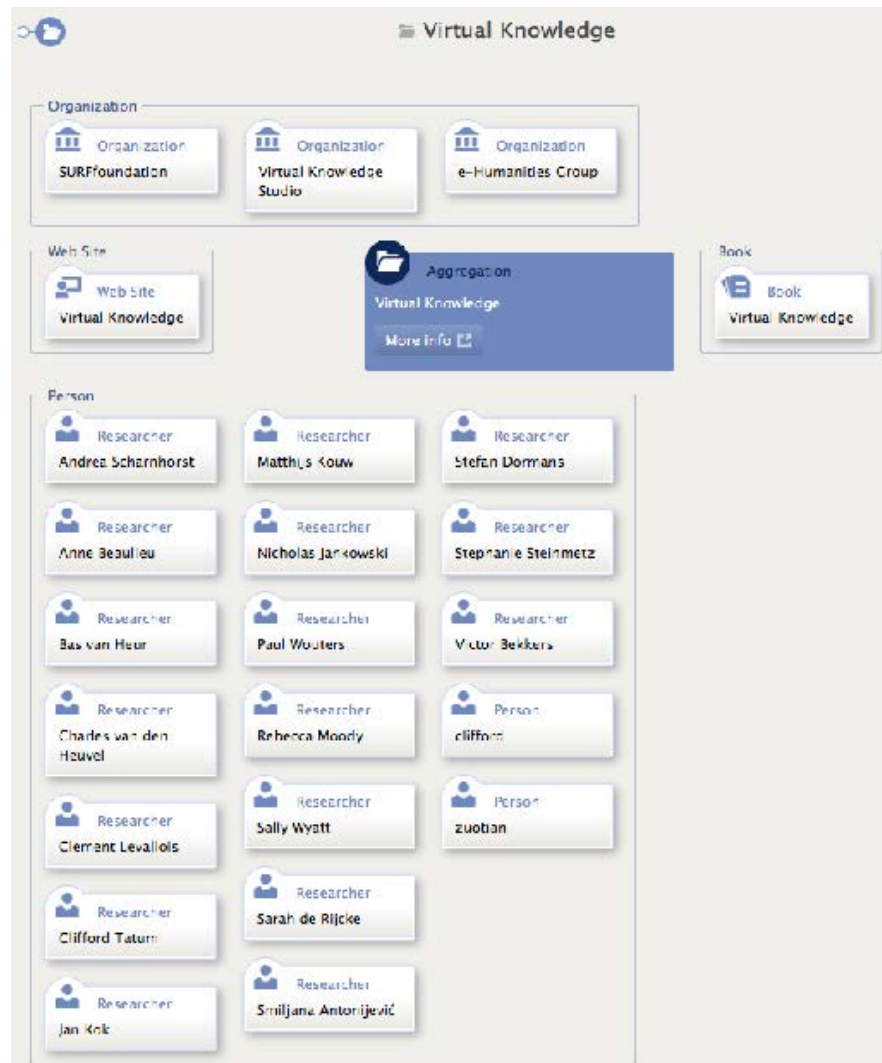 Virtual Knowledge
Organization
Organization
SURFfoundation
Organization
Virtual Knowledge
Studio
Organization
e-Humanities Group
Web Site
Web Site
Virtual Knowledge
Aggregation
Virtual Knowledge
More info
Book
Book
Virtual Knowledge
Person
Researcher
Andrea Scharnhorst
Researcher
Matthijs Kouw
Researcher
Stefan Dormans
Researcher
Anne Beaulieu
Researcher
Nicholas Jankowski
Researcher
Stephanie Steinmetz
Researcher
Bas van Heur
Researcher
Paul Wouters
Researcher
Victor Bekkers
Researcher
Charles van den
Heuvel
Researcher
Rebecca Moody
Person
clifford
Researcher
Clement Levallois
Researcher
Sally Wyatt
Person
zuotian
Researcher
Clifford Tatum
Researcher
Sarah de Rijcke
Researcher
Jan Kok
Researcher
Smiljana Antonijević